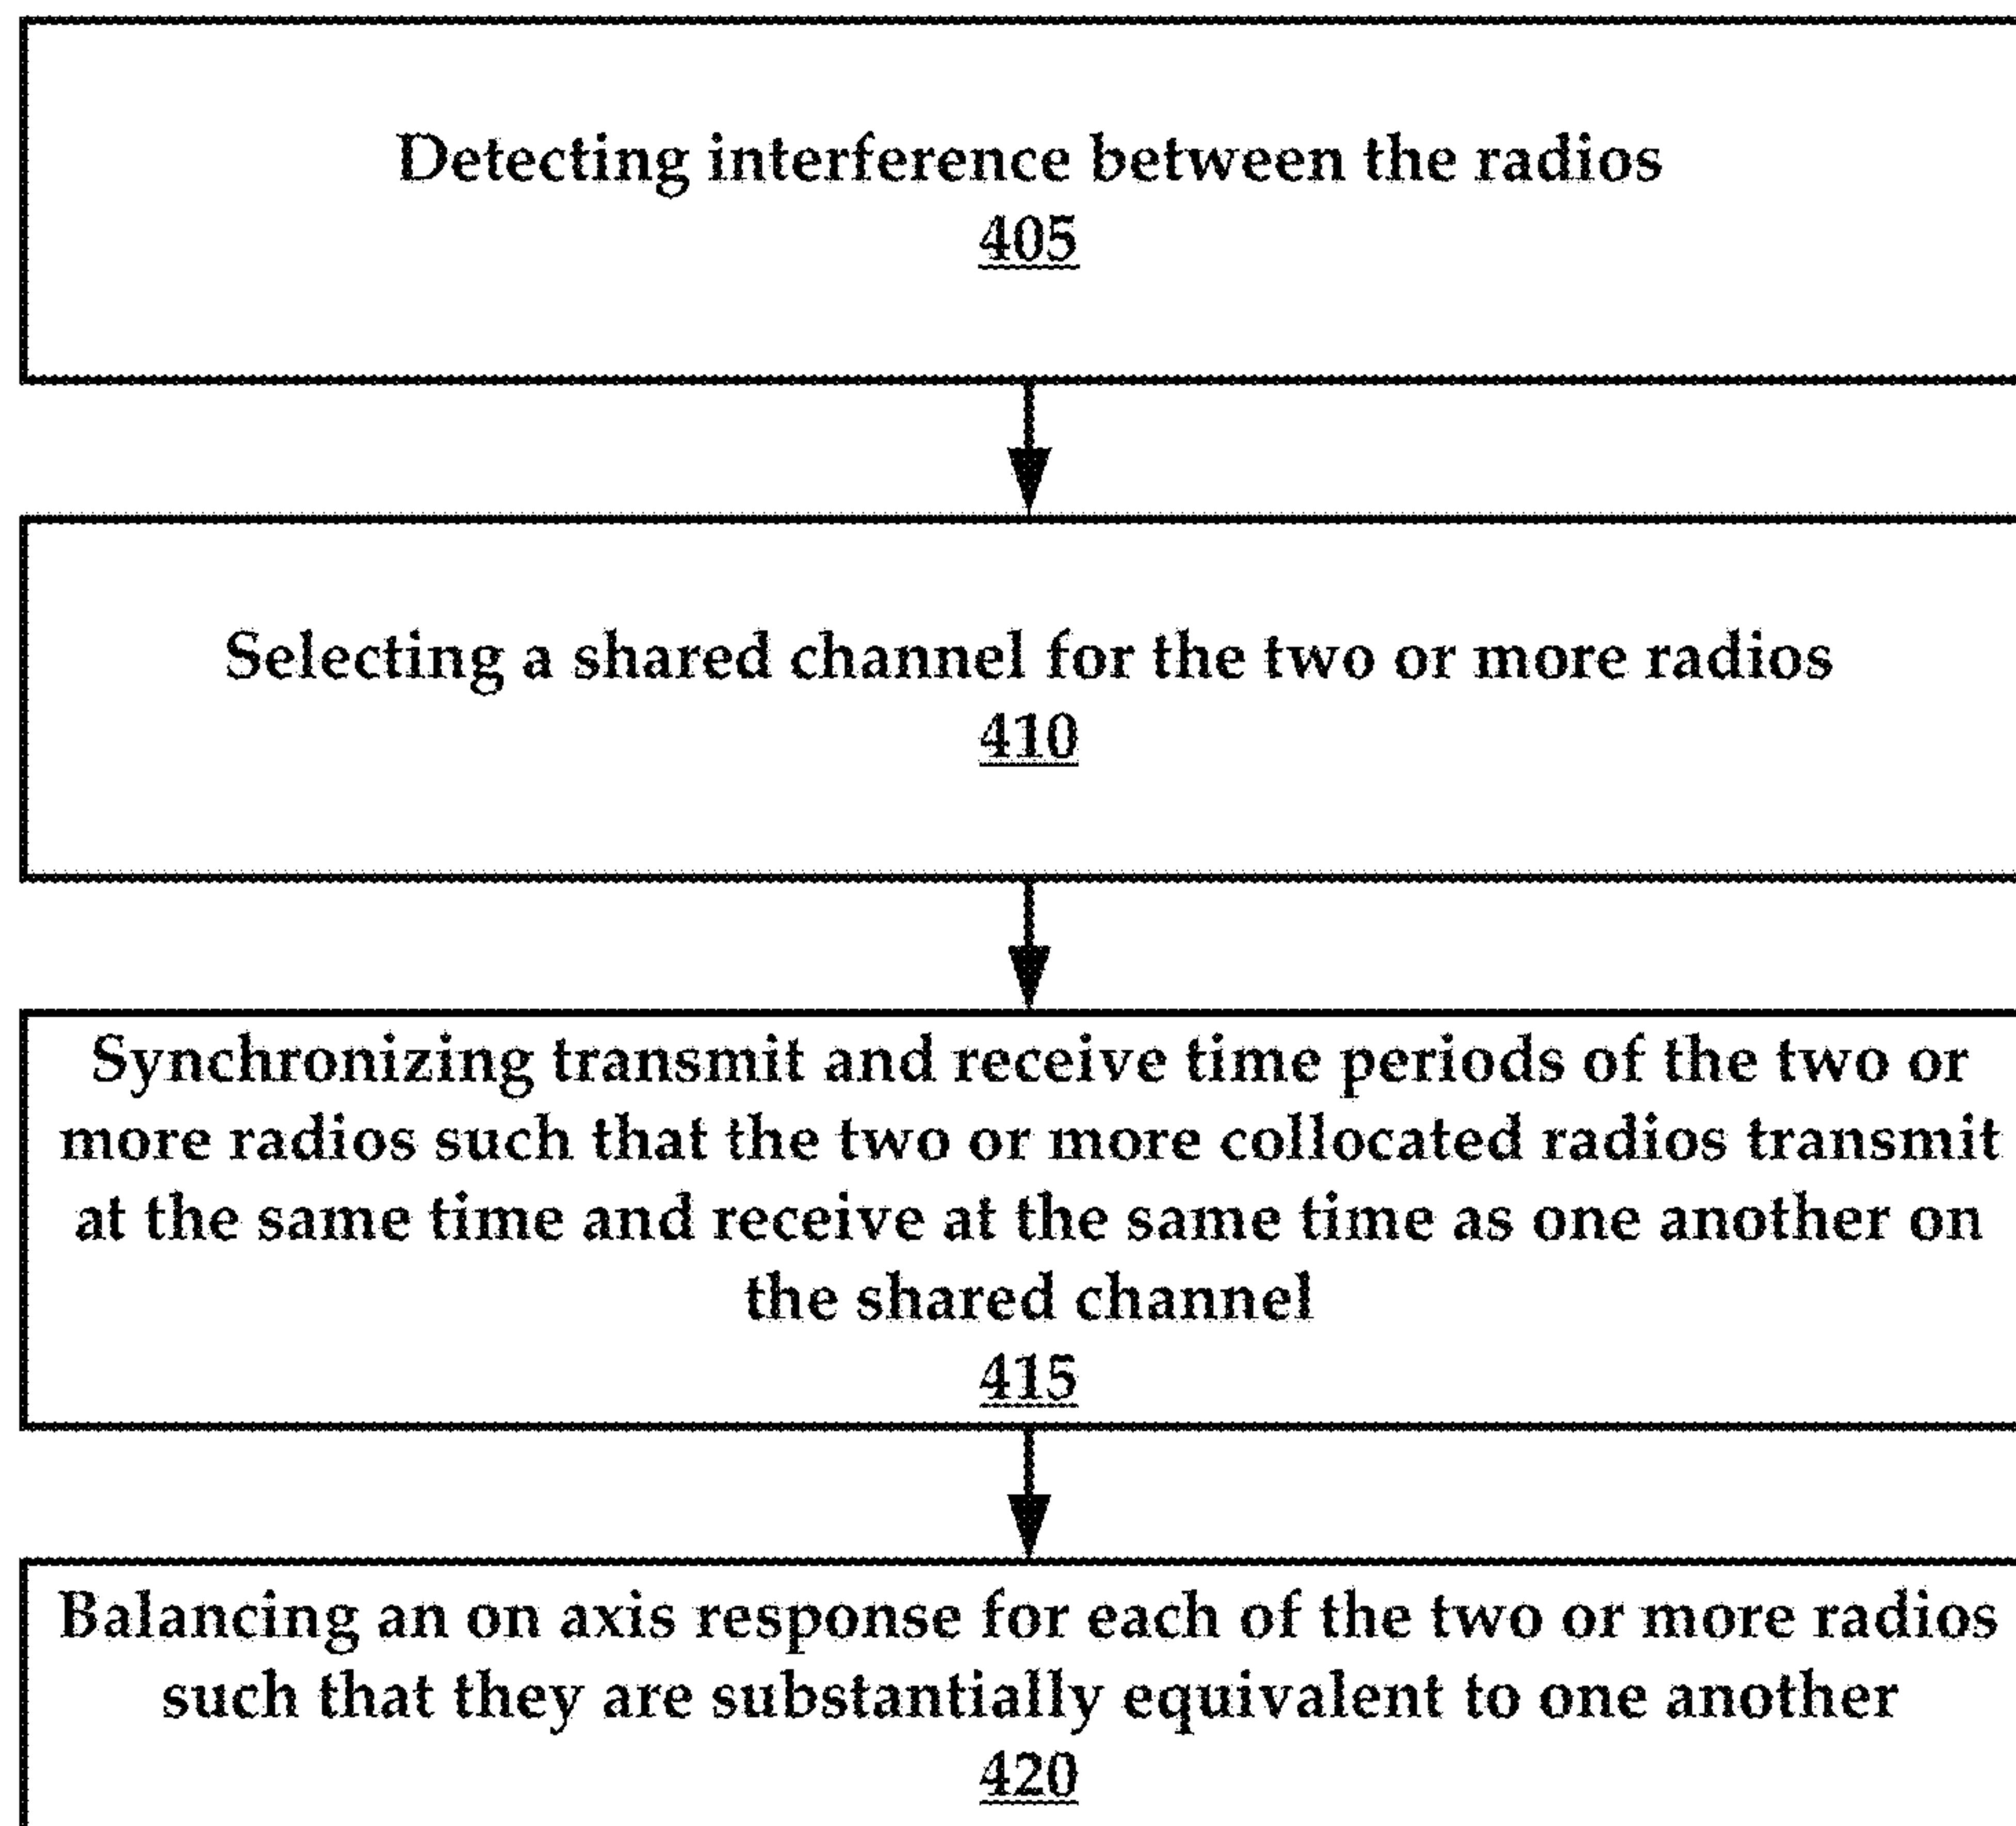 Detecting interference between the radios
405
Selecting a shared channel for the two or more radios
410
Synchronizing transmit and receive time periods of the two or
more radios such that the two or more collocated radios transmit
at the same time and receive at the same time as one another on
the shared channel
415
Balancing an on axis response for each of the two or more radios
such that they are substantially equivalent to one another
420